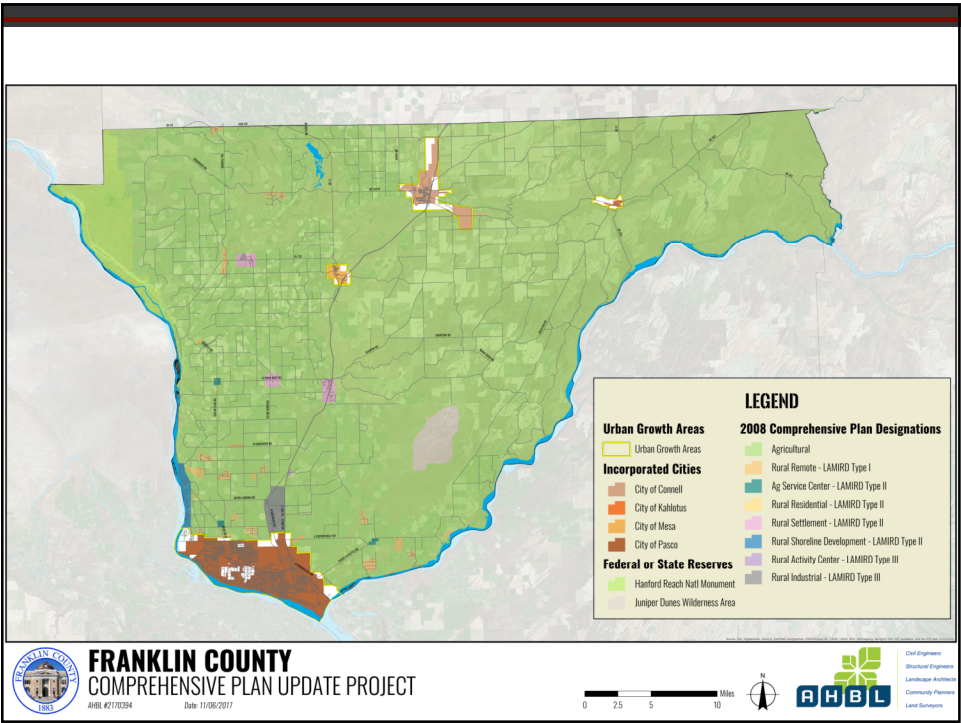 LEGEND
Urban Growth Areas
Urban Growth Areas
Incorporated Cities
City of Connell
City of Kahlotus
City of Mesa
City of Pasco
Federal or State Reserves
Hanford Reach Natl Monument
Juniper Dunes Wilderness Area
2008 Comprehensive Plan Designations
Agricultural
Rural Remote - LAMIRD Type I
Ag Service Center - LAMIRD Type II
Rural Residential - LAMIRD Type II
Rural Settlement - LAMIRD Type II
Rural Shoreline Development - LAMIRD Type II
Rural Activity Center - LAMIRD Type III
Rural Industrial - LAMIRD Type III
FRANKLIN COUNTY
1883
FRANKLIN COUNTY
COMPREHENSIVE PLAN UPDATE PROJECT
AHBL #2170394 Date: 11/06/2017
Miles
0 2.5 5 10
N
AHBL
Civil Engineers
Structural Engineers
Landscape Architects
Community Planners
Land Surveyors